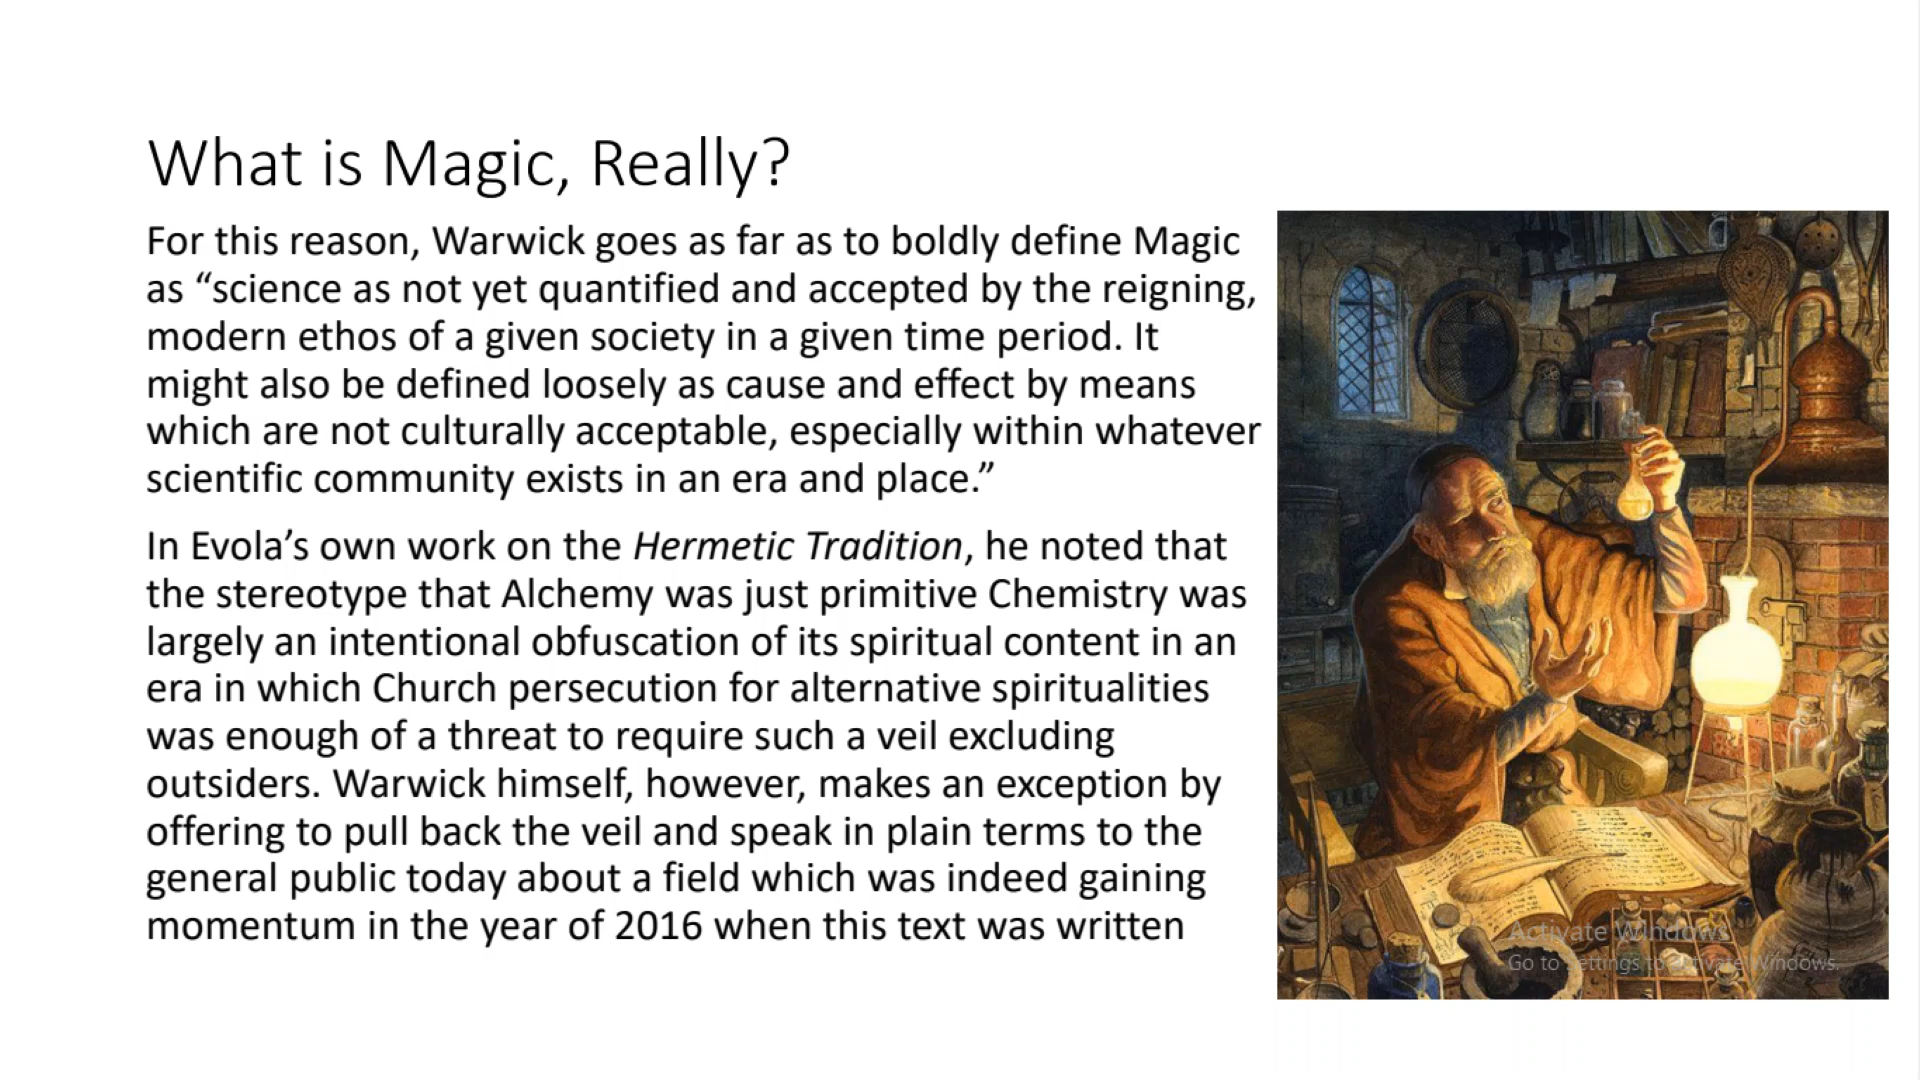 What is Magic, Really?
For this reason, Warwick goes as far as to boldly define Magic
as “science as not yet quantified and accepted by the reigning,
modern ethos of a given society in a given time period. It
might also be defined loosely as cause and effect by means
which are not culturally acceptable, especially within whatever
scientific community exists in an era and place.”
In Evola’s own work on the Hermetic Tradition, he noted that
the stereotype that Alchemy was just primitive Chemistry was
largely an intentional obfuscation of its spiritual content in an
era in which Church persecution for alternative spiritualities
was enough of a threat to require such a veil excluding
outsiders. Warwick himself, however, makes an exception by
offering to pull back the veil and speak in plain terms to the
general public today about a field which was indeed gaining
momentum in the year of 2016 when this text was written
Activate Windows
Go to Settings to activate Windows.